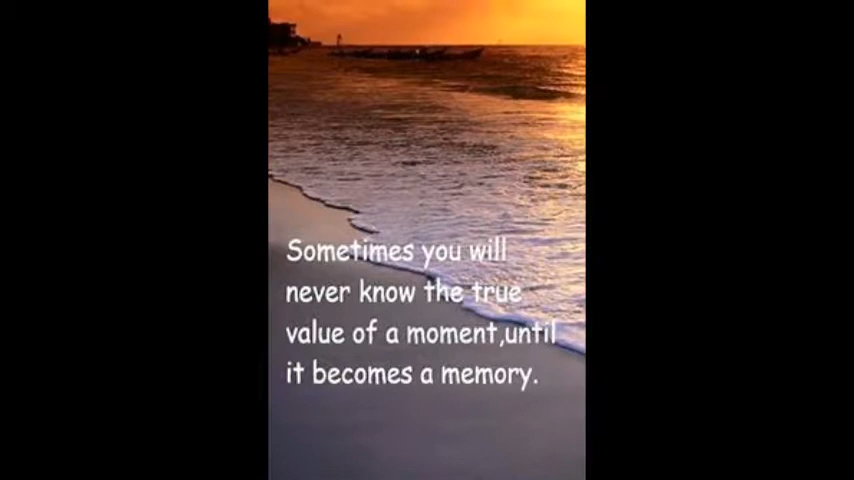 Sometimes you will
never know the true
value of a moment,until
it becomes a memory.